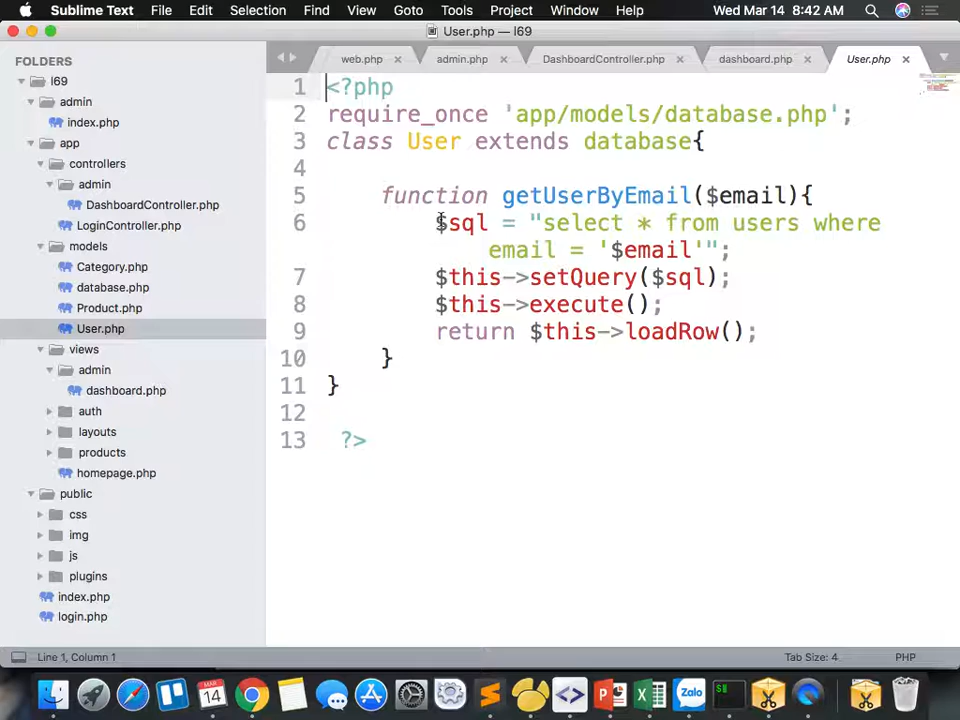 Sublime Text File Edit Selection Find View Goto Tools Project Window Help Wed Mar 14 8:42 AM
User.php — l69
FOLDERS
l69
admin
index.php
app
controllers
admin
DashboardController.php
LoginController.php
models
Category.php
database.php
Product.php
User.php
views
admin
dashboard.php
auth
layouts
products
homepage.php
public
css
img
js
plugins
index.php
login.php
web.php × admin.php × DashboardController.php × dashboard.php × User.php ×
1 <?php
2 require_once 'app/models/database.php';
3 class User extends database{
4
5 function getUserByEmail($email){
6 $sql = "select * from users where
email = '$email'";
7 $this->setQuery($sql);
8 $this->execute();
9 return $this->loadRow();
10 }
11 }
12
13 ?>
Line 1, Column 1 Tab Size: 4 PHP
MAR
14
Zalo